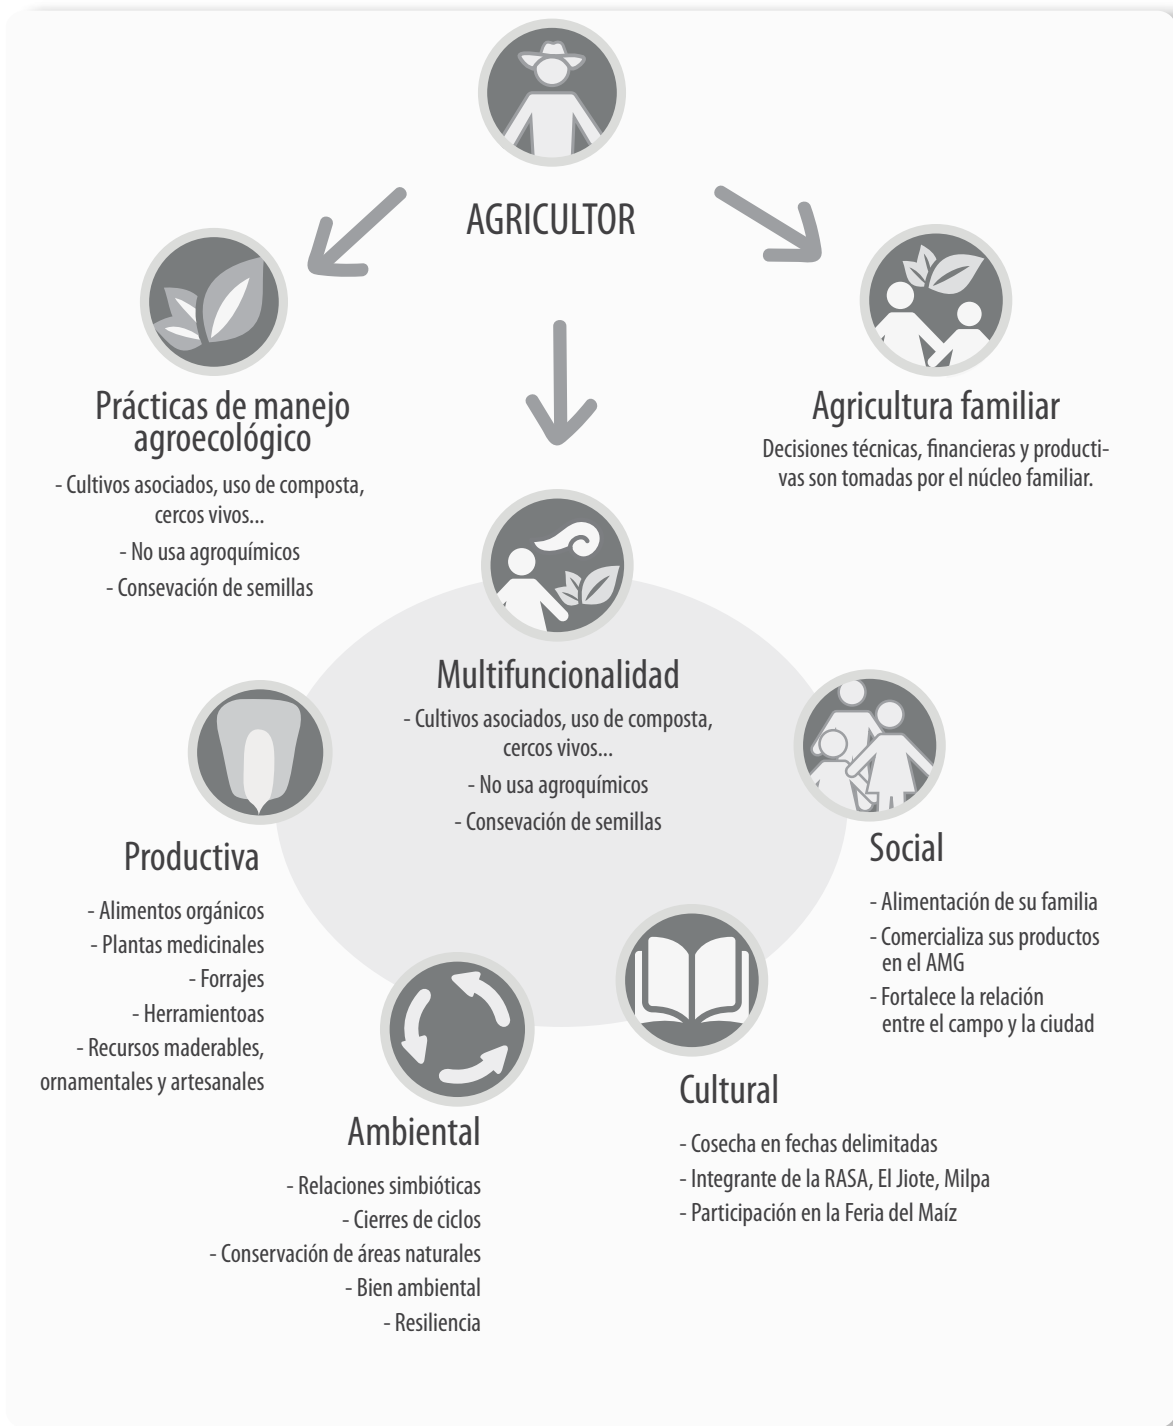 AGRICULTOR
Prácticas de manejo
agroecológico
- Cultivos asociados, uso de composta,
cercos vivos...
- No usa agroquímicos
- Consevación de semillas
Agricultura familiar
Decisiones técnicas, financieras y producti-
vas son tomadas por el núcleo familiar.
Multifuncionalidad
- Cultivos asociados, uso de composta,
cercos vivos...
- No usa agroquímicos
- Consevación de semillas
Productiva
- Alimentos orgánicos
- Plantas medicinales
- Forrajes
- Herramientoas
- Recursos maderables,
ornamentales y artesanales
Ambiental
- Relaciones simbióticas
- Cierres de ciclos
- Conservación de áreas naturales
- Bien ambiental
- Resiliencia
Cultural
- Cosecha en fechas delimitadas
- Integrante de la RASA, El Jiote, Milpa
- Participación en la Feria del Maíz
Social
- Alimentación de su familia
- Comercializa sus productos
en el AMG
- Fortalece la relación
entre el campo y la ciudad